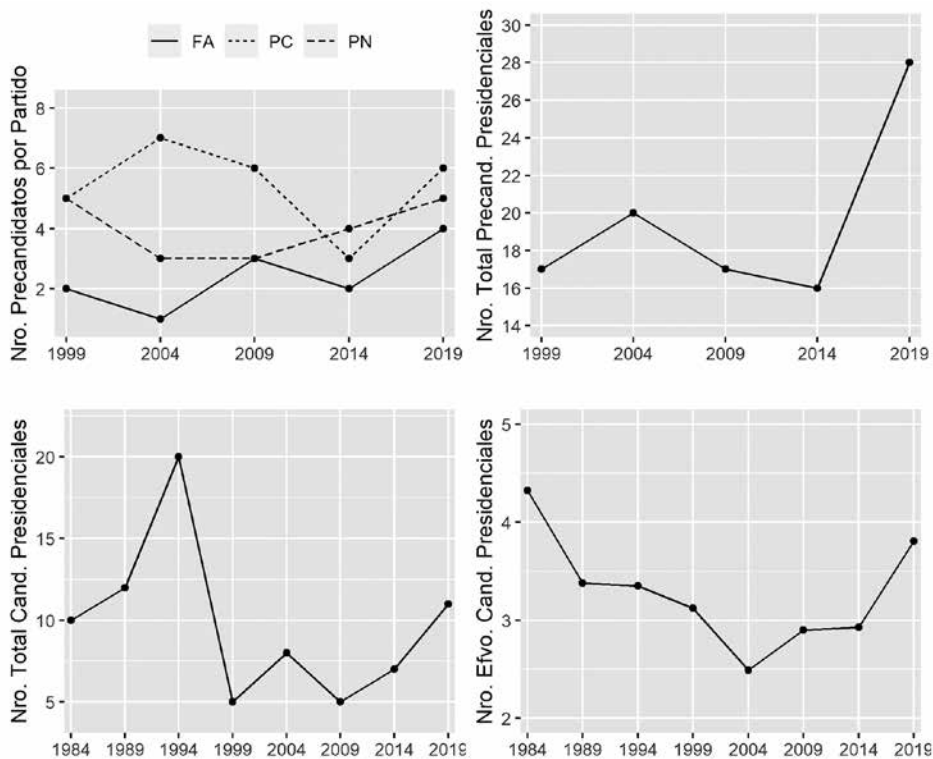 FA PC PN
Nro. Precandidatos por Partido
8
6
4
2
1999 2004 2009 2014 2019
Nro. Total Precand. Presidenciales
30
28
26
24
22
20
18
16
14
1999 2004 2009 2014 2019
Nro. Total Cand. Presidenciales
20
15
10
5
1984 1989 1994 1999 2004 2009 2014 2019
Nro. Efvo. Cand. Presidenciales
5
4
3
2
1984 1989 1994 1999 2004 2009 2014 2019